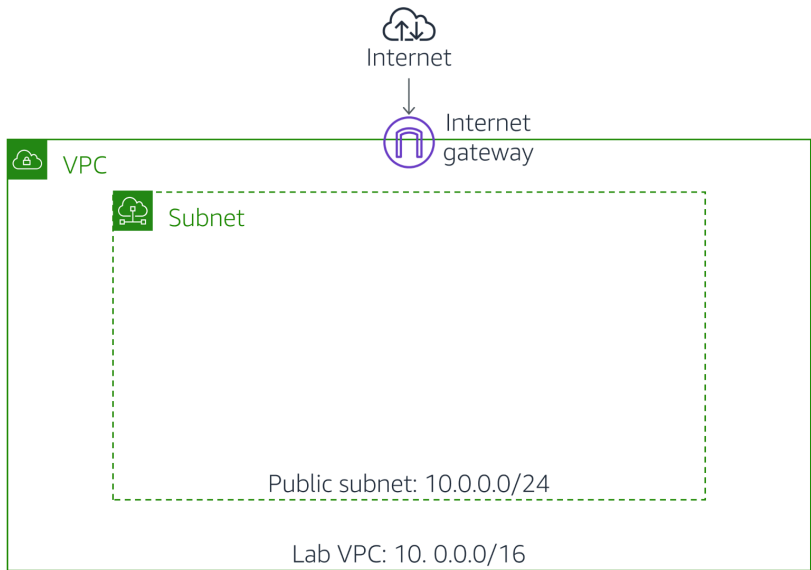 Internet
Internet
gateway
VPC
Subnet
Public subnet: 10.0.0.0/24
Lab VPC: 10. 0.0.0/16